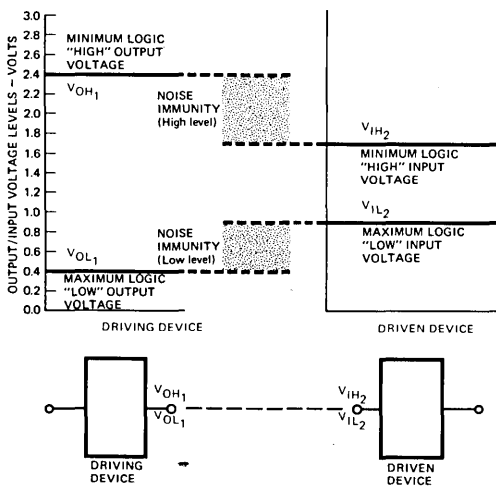 OUTPUT/INPUT VOLTAGE LEVELS – VOLTS
3.0
2.8
2.6
2.4
2.2
2.0
1.8
1.6
1.4
1.2
1.0
0.8
0.6
0.4
0.2
0.0
MINIMUM LOGIC
"HIGH" OUTPUT
VOLTAGE
VOH1
NOISE
IMMUNITY
(High level)
VIH2
MINIMUM LOGIC
"HIGH" INPUT
VOLTAGE
VIL2
MAXIMUM LOGIC
"LOW" INPUT
VOLTAGE
NOISE
IMMUNITY
(Low level)
VOL1
MAXIMUM LOGIC
"LOW" OUTPUT
VOLTAGE
DRIVING DEVICE
DRIVEN DEVICE
VOH1
VOL1
VIH2
VIL2
DRIVING
DEVICE
DRIVEN
DEVICE